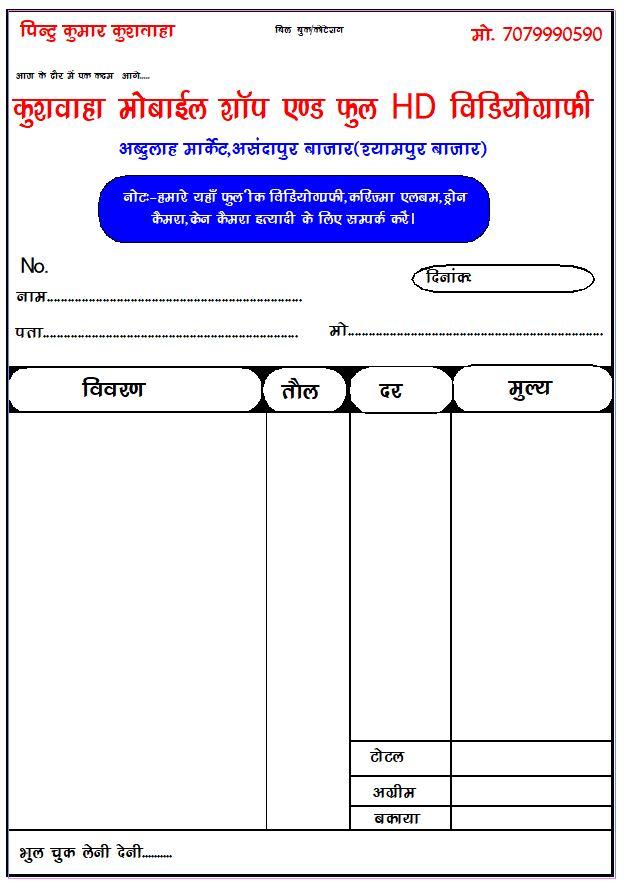 पिन्टु कुमार कुशवाहा बिल बुक/कोटेशन मो. 7079990590
आज के दौर में एक कदम आगे.....
कुशवाहा मोबाईल शॉप एण्ड फुल HD विडियोग्राफी
अब्दुलाह मार्केट,असंदापुर बाजार(श्यामपुर बाजार)
नोटः-हमारे यहाँ फुल ीक विडियोग्राफी,करिज्मा एलबम,ड्रोन
कैमरा,क्रेन कैमरा इत्यादी के लिए सम्पर्क करै।
No.
दिनांकः
नाम.............................................................
पता............................................................. मो.............................................................
विवरण तौल दर मुल्य
टोटल
अग्रीम
बकाया
भुल चुक लेनी देनी..........